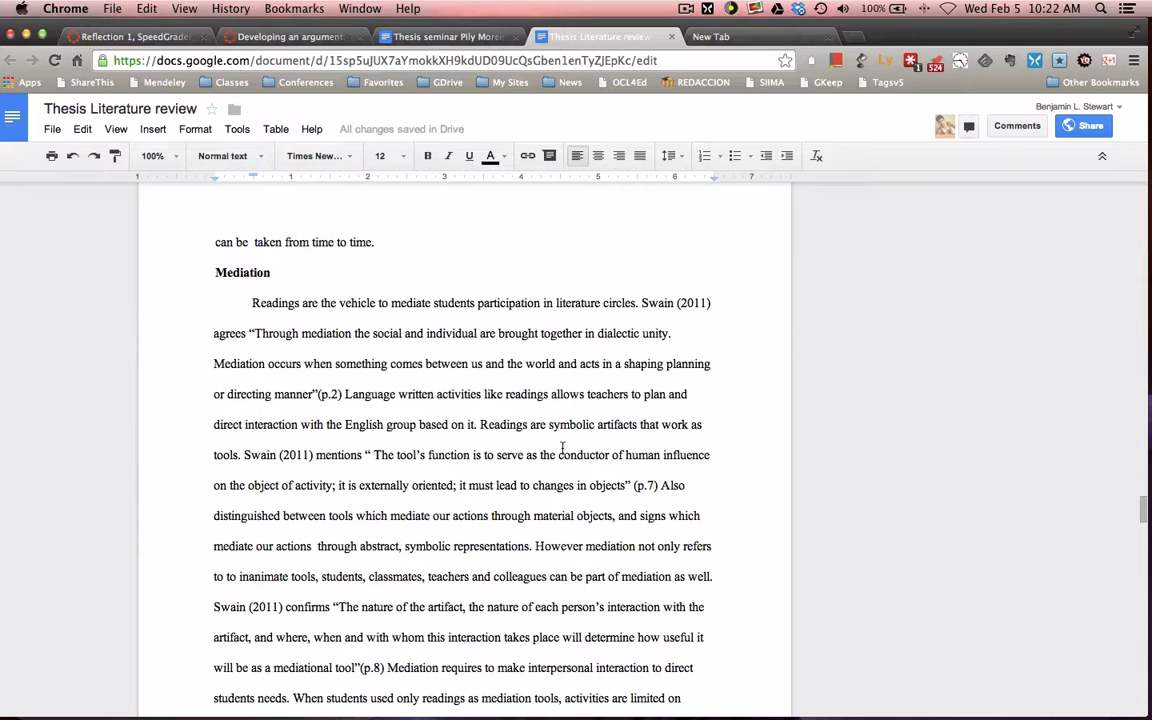 Chrome File Edit View History Bookmarks Window Help 100% Wed Feb 5 10:22 AM
Reflection 1, SpeedGrade Developing an argument Thesis seminar Pily Moren Thesis Literature review New Tab
https://docs.google.com/document/d/15sp5uJUX7aYmokkXH9kdUD09UcQsGben1enTyZJEpKc/edit
Apps ShareThis Mendeley Classes Conferences GDrive My Sites News OCL4Ed REDACCION SIIMA GKeep Tagsv5 Other Bookmarks
524
Thesis Literature review Benjamin L. Stewart
File Edit View Insert Format Tools Table Help All changes saved in Drive Comments Share
100% Normal text Times New... 12 B I U A
1 1 2 3 4 5 6 7
can be  taken from time to time.
Mediation
Readings are the vehicle to mediate students participation in literature circles. Swain (2011)
agrees “Through mediation the social and individual are brought together in dialectic unity.
Mediation occurs when something comes between us and the world and acts in a shaping planning
or directing manner”(p.2) Language written activities like readings allows teachers to plan and
direct interaction with the English group based on it. Readings are symbolic artifacts that work as
tools. Swain (2011) mentions “ The tool’s function is to serve as the conductor of human influence
on the object of activity; it is externally oriented; it must lead to changes in objects” (p.7) Also
distinguished between tools which mediate our actions through material objects, and signs which
mediate our actions  through abstract, symbolic representations. However mediation not only refers
to to inanimate tools, students, classmates, teachers and colleagues can be part of mediation as well.
Swain (2011) confirms “The nature of the artifact, the nature of each person’s interaction with the
artifact, and where, when and with whom this interaction takes place will determine how useful it
will be as a mediational tool”(p.8) Mediation requires to make interpersonal interaction to direct
students needs. When students used only readings as mediation tools, activities are limited on